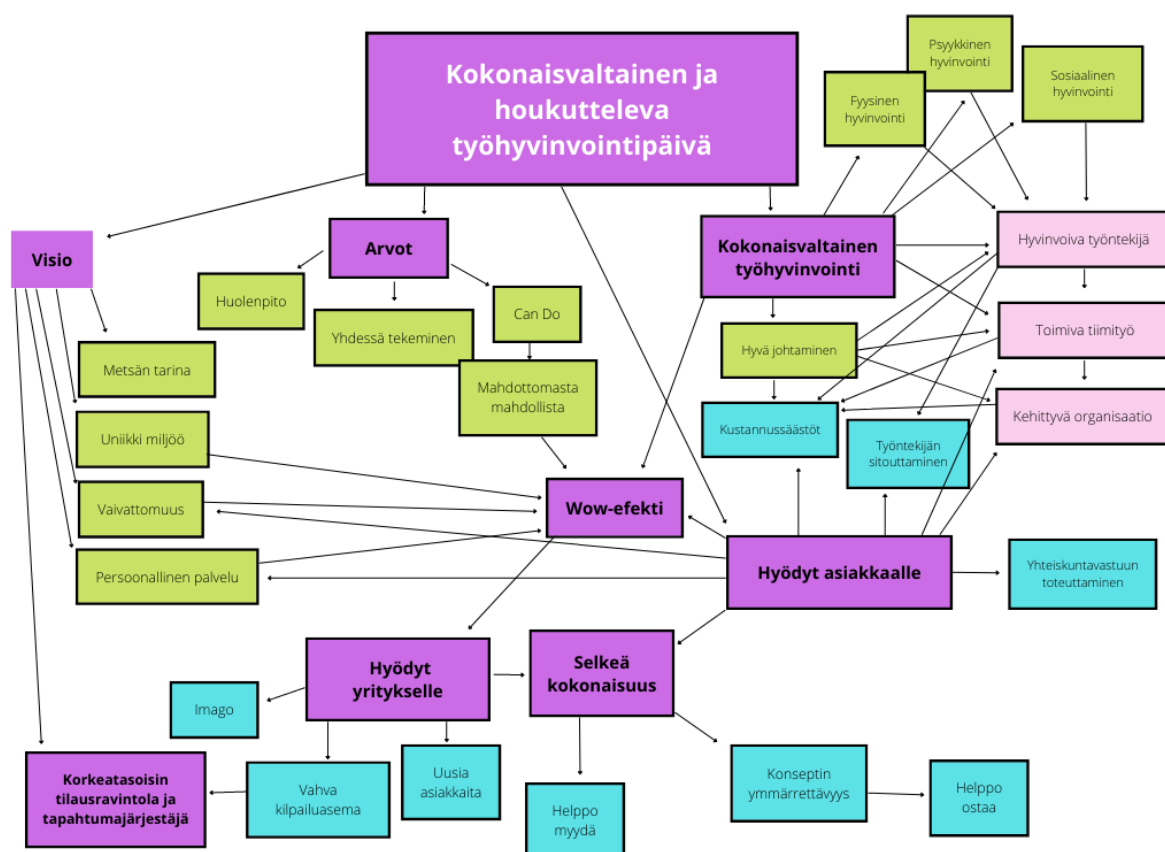 Kokonaisvaltainen ja
houkutteleva
työhyvinvointipäivä
Psyykkinen
hyvinvointi
Fyysinen
hyvinvointi
Sosiaalinen
hyvinvointi
Visio
Arvot
Kokonaisvaltainen
työhyvinvointi
Hyvinvoiva työntekijä
Huolenpito
Yhdessä tekeminen
Can Do
Hyvä johtaminen
Toimiva tiimityö
Metsän tarina
Mahdottomasta
mahdollista
Kustannussäästöt
Työntekijän
sitouttaminen
Kehittyvä organisaatio
Uniikki miljöö
Vaivattomuus
Wow-efekti
Persoonallinen palvelu
Hyödyt asiakkaalle
Yhteiskuntavastuun
toteuttaminen
Hyödyt
yritykselle
Selkeä
kokonaisuus
Imago
Korkeatasoisin
tilausravintola ja
tapahtumajärjestäjä
Vahva
kilpailuasema
Uusia
asiakkaita
Helppo
myydä
Konseptin
ymmärrettävyys
Helppo
ostaa